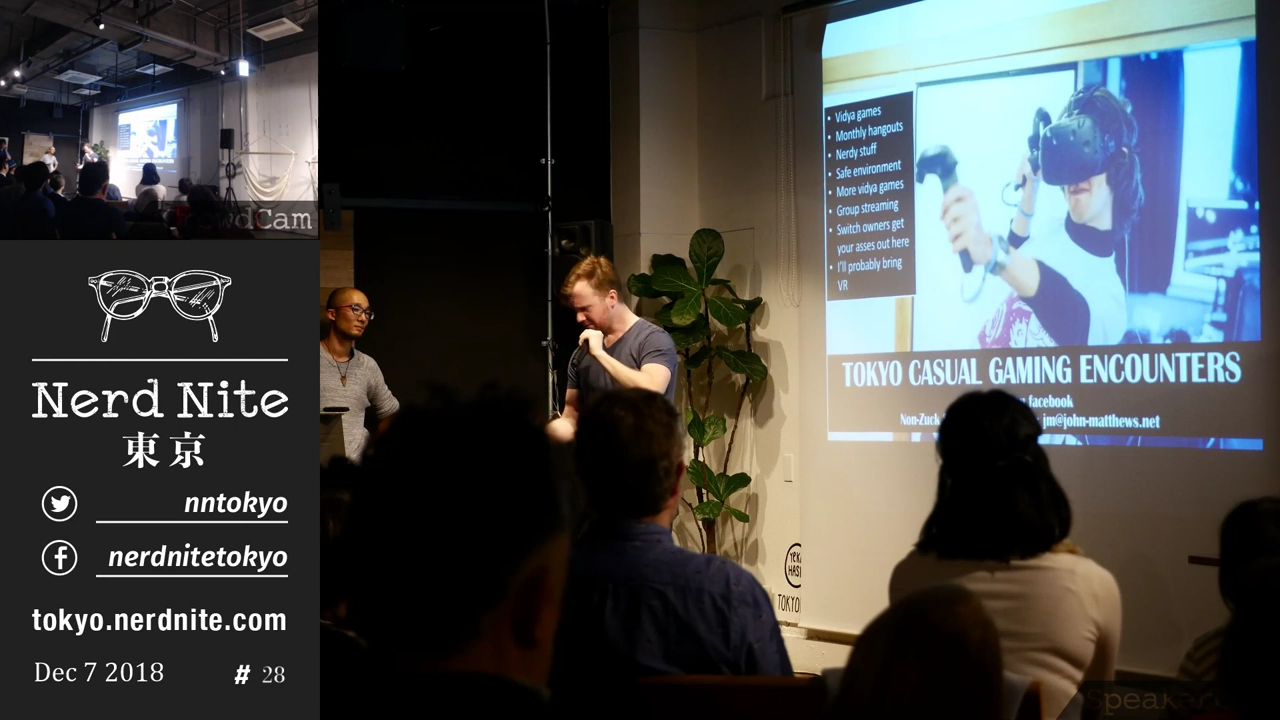 Nerd Nite
東京
nntokyo
nerdnitetokyo
tokyo.nerdnite.com
Dec 7 2018
# 28
• Vidya games
• Monthly hangouts
• Nerdy stuff
• Safe environment
• More vidya games
• Group streaming
• Switch owners get
your asses out here
• I'll probably bring
VR
TOKYO CASUAL GAMING ENCOUNTERS
facebook
Non-Zuck jm@john-matthews.net
TOKYO